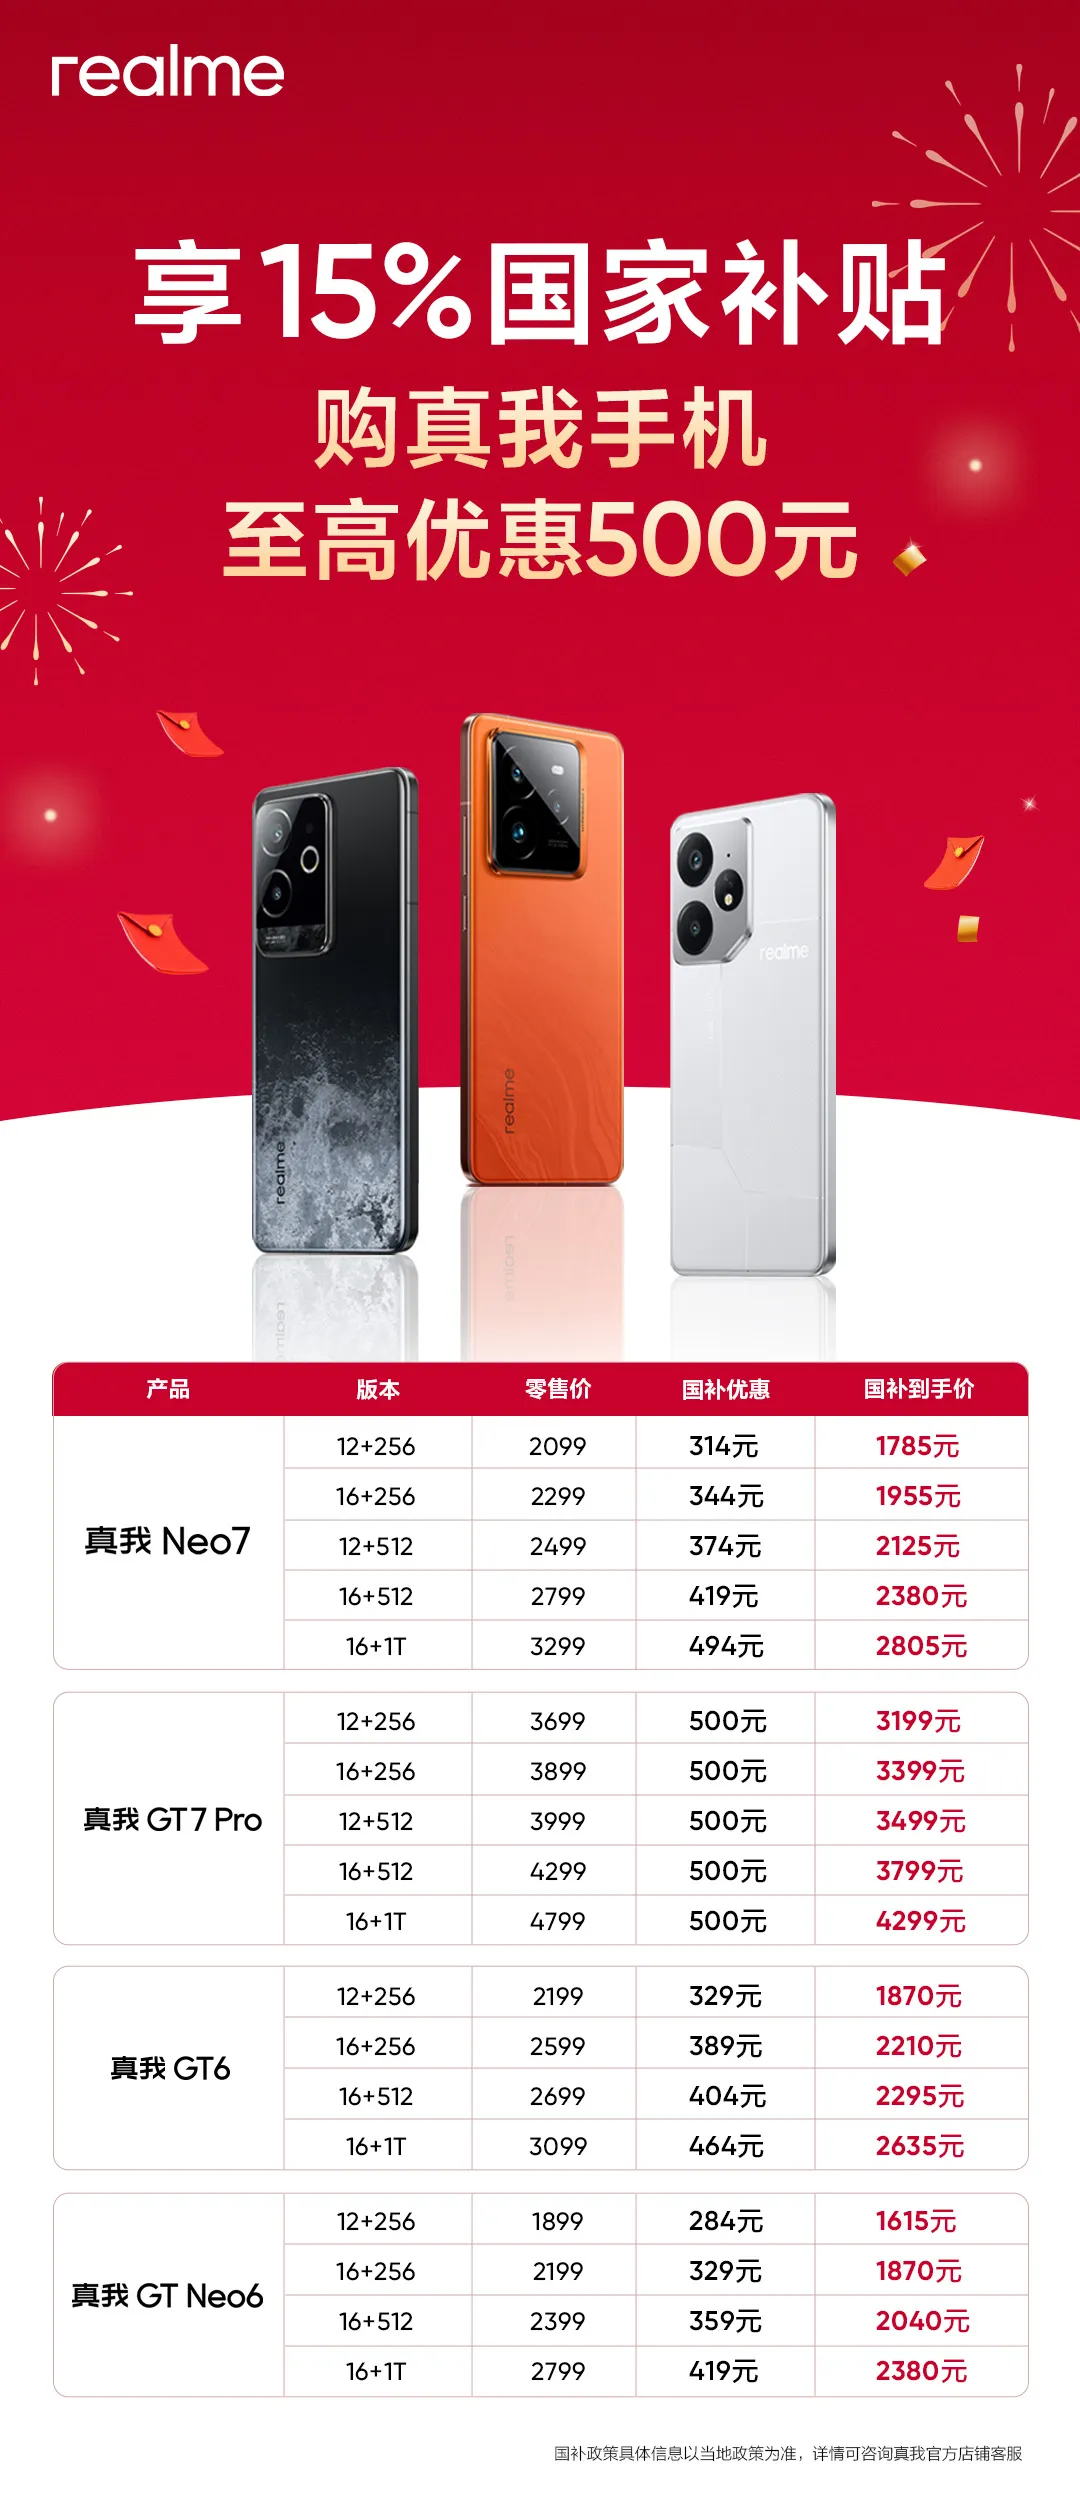 realme
享15%国家补贴
购真我手机
至高优惠500元
realme
realme
realme
产品 版本 零售价 国补优惠 国补到手价
真我 Neo7
12+256 2099 314元 1785元
16+256 2299 344元 1955元
12+512 2499 374元 2125元
16+512 2799 419元 2380元
16+1T 3299 494元 2805元
真我 GT7 Pro
12+256 3699 500元 3199元
16+256 3899 500元 3399元
12+512 3999 500元 3499元
16+512 4299 500元 3799元
16+1T 4799 500元 4299元
真我 GT6
12+256 2199 329元 1870元
16+256 2599 389元 2210元
16+512 2699 404元 2295元
16+1T 3099 464元 2635元
真我 GT Neo6
12+256 1899 284元 1615元
16+256 2199 329元 1870元
16+512 2399 359元 2040元
16+1T 2799 419元 2380元
国补政策具体信息以当地政策为准，详情可咨询真我官方店铺客服